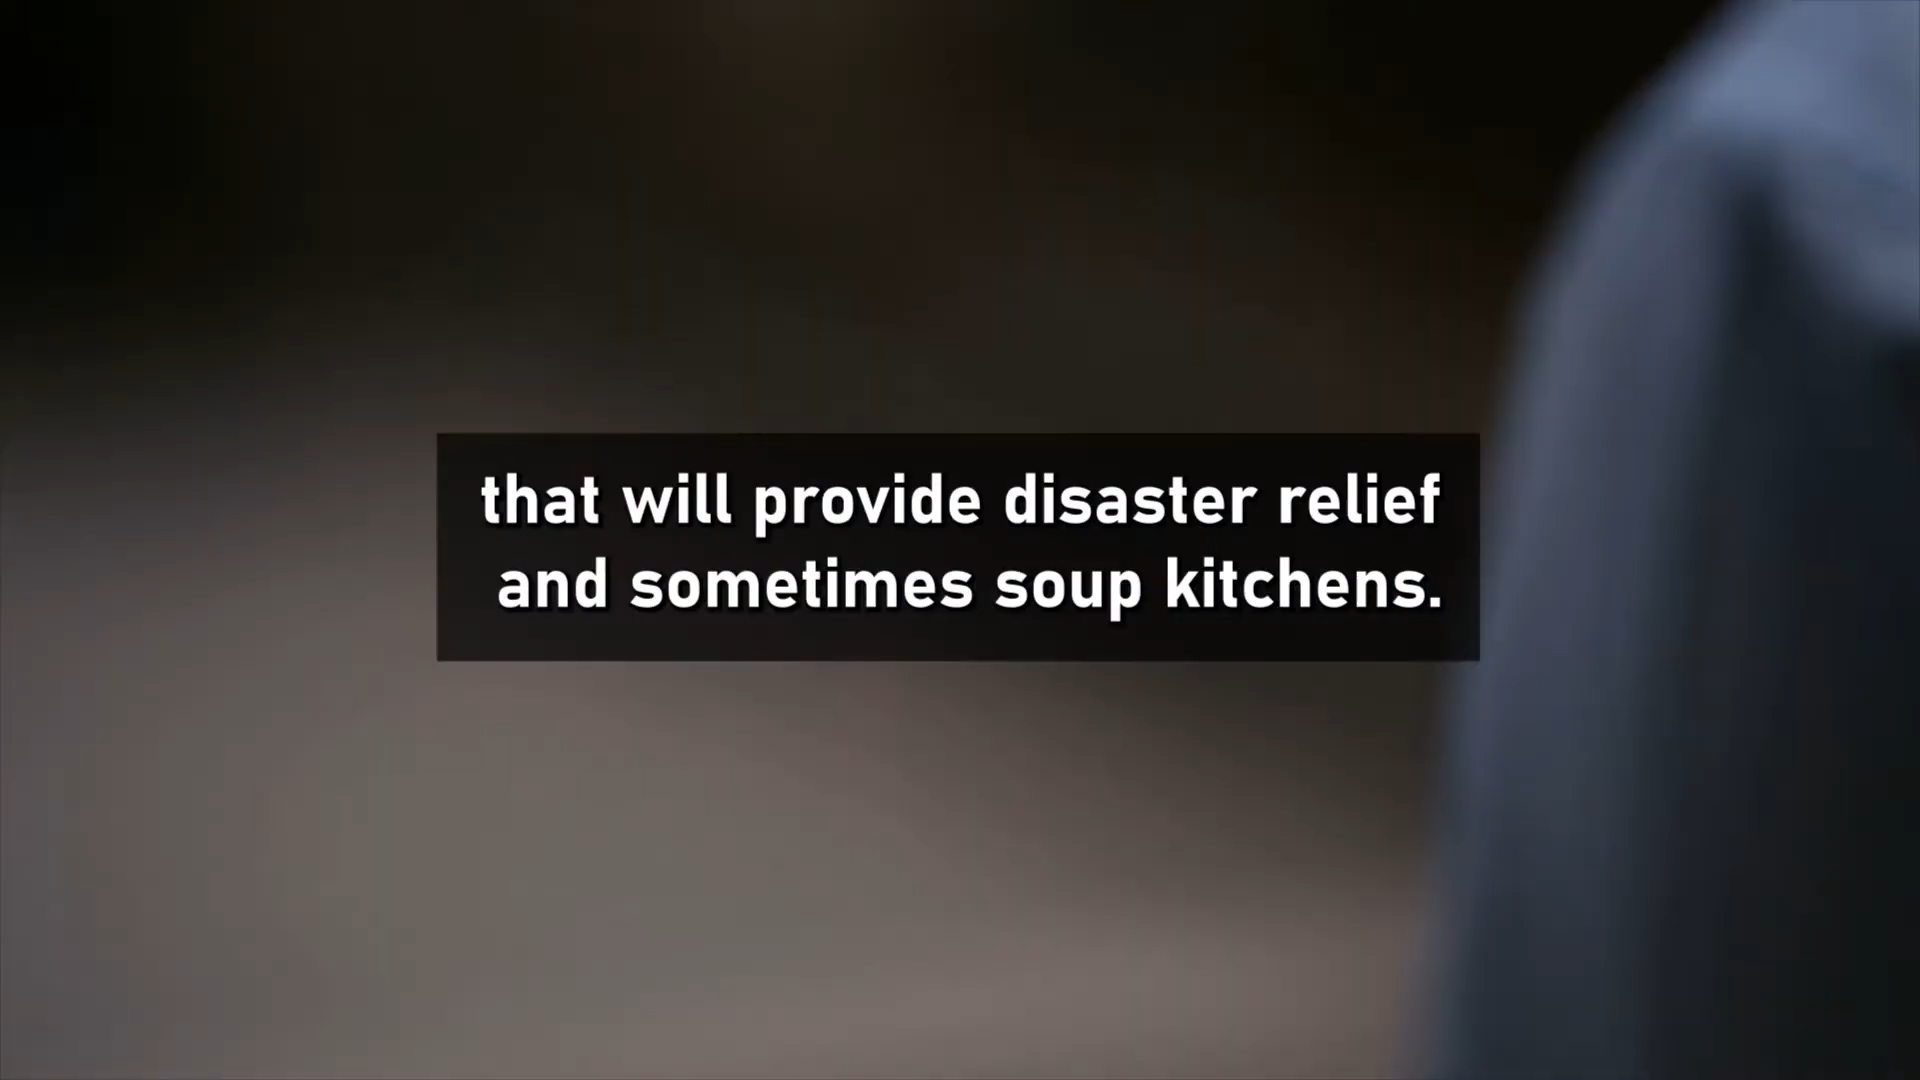 that will provide disaster relief
and sometimes soup kitchens.